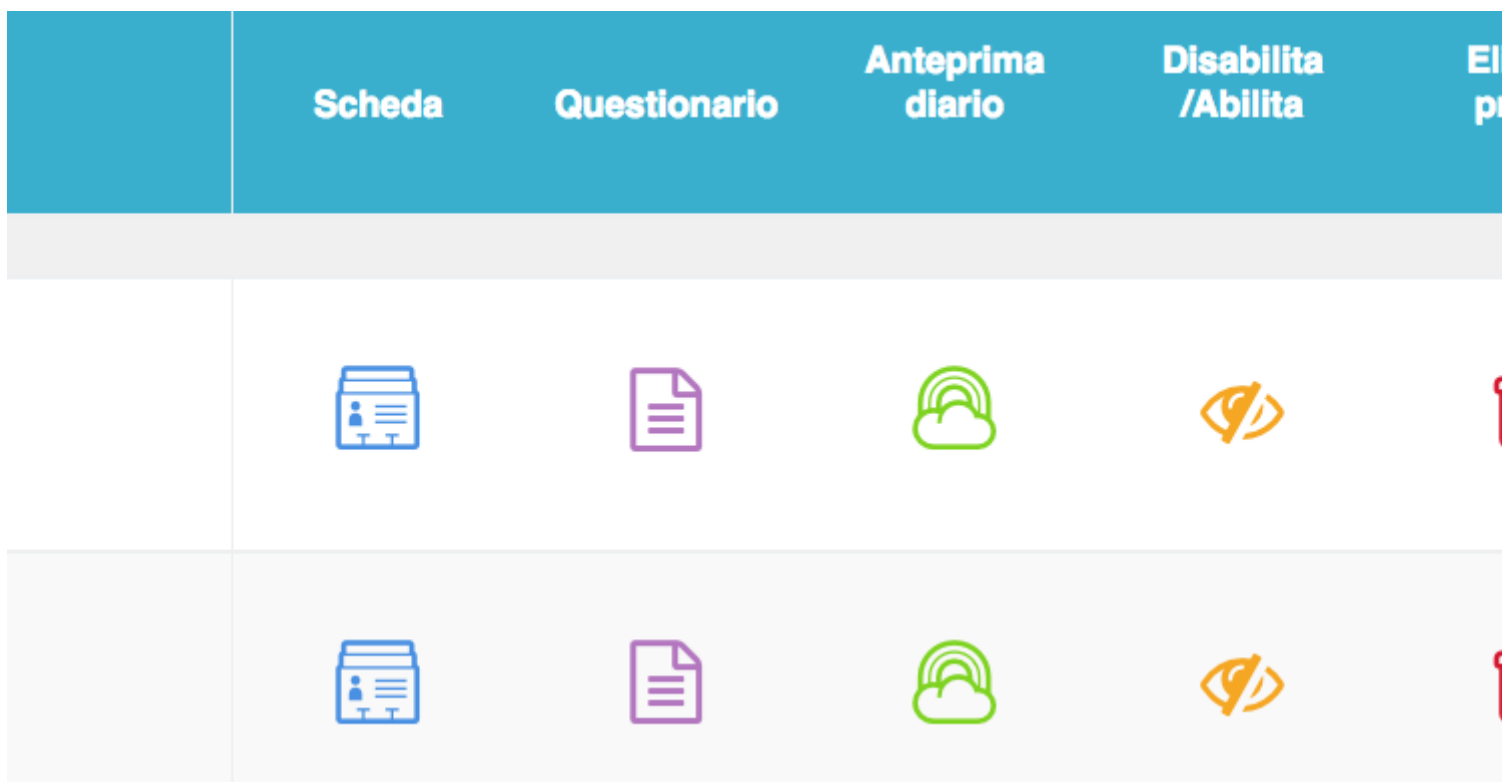 Scheda
Questionario
Anteprima
diario
Disabilita
/Abilita